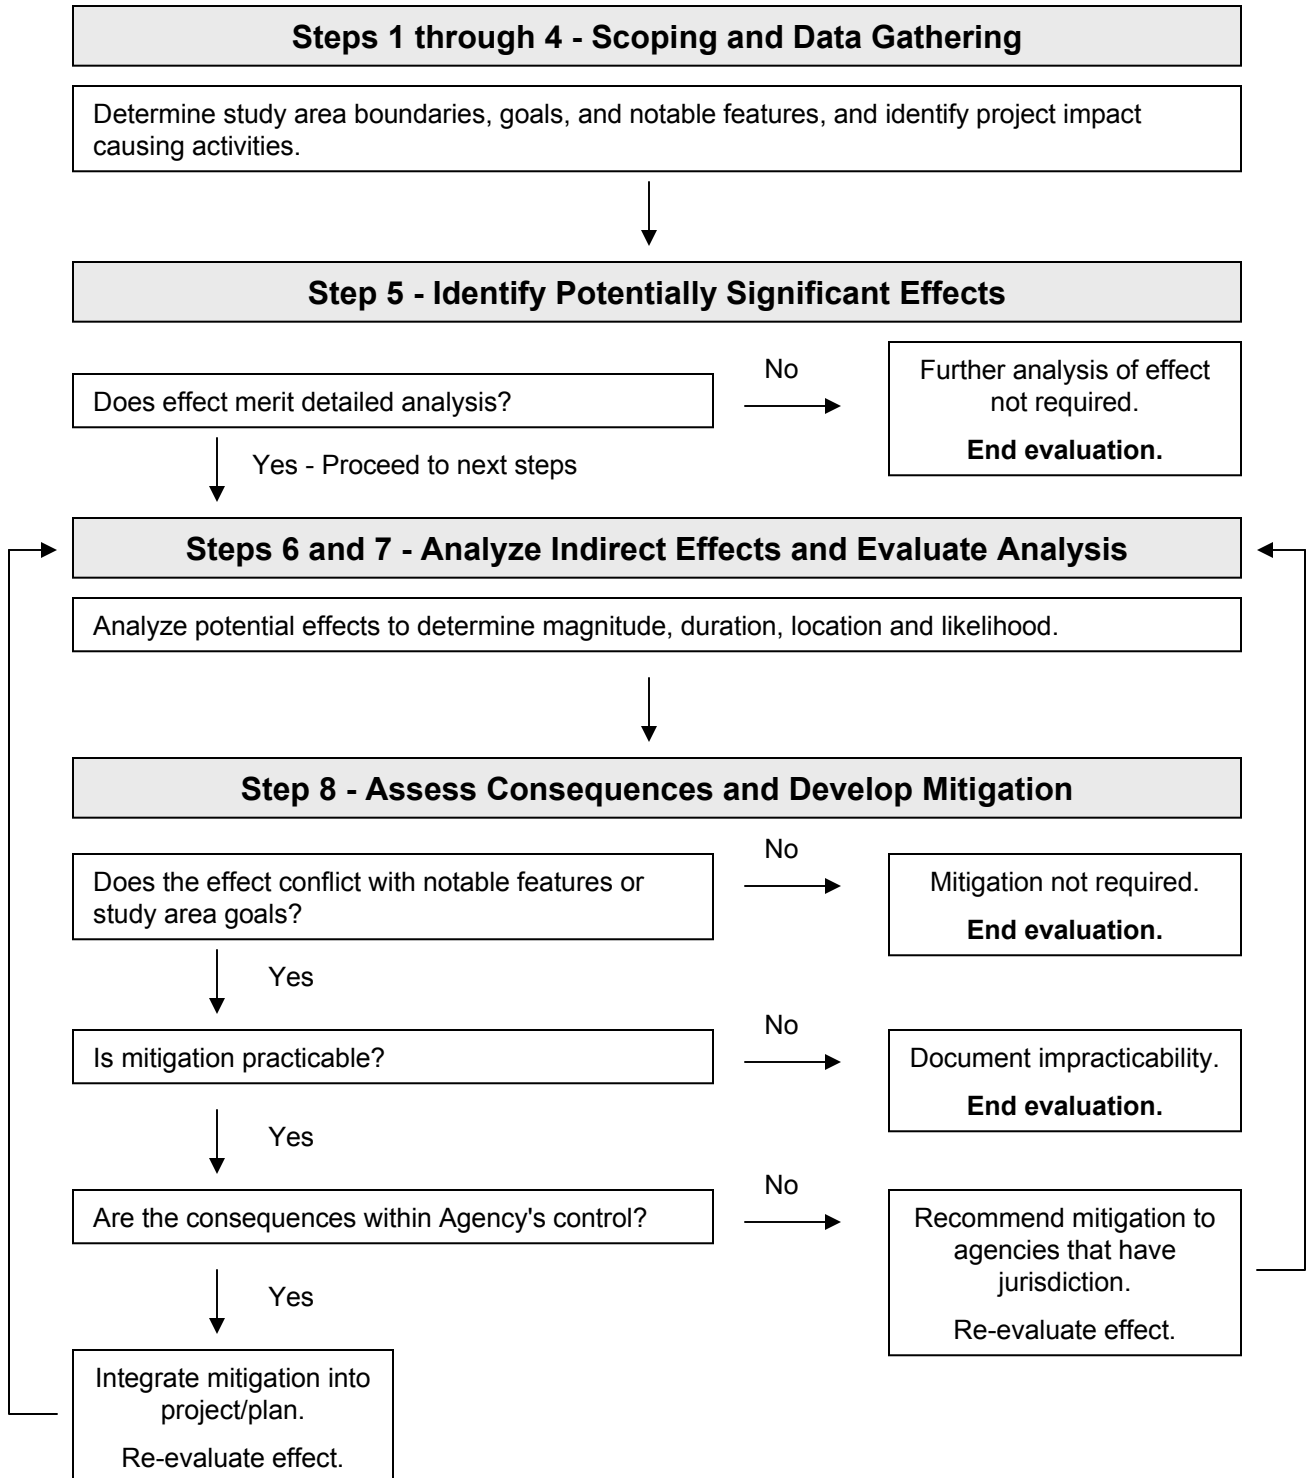 Steps 1 through 4 - Scoping and Data Gathering
Determine study area boundaries, goals, and notable features, and identify project impact
causing activities.
Step 5 - Identify Potentially Significant Effects
Does effect merit detailed analysis?
No
Further analysis of effect
not required.
End evaluation.
Yes - Proceed to next steps
Steps 6 and 7 - Analyze Indirect Effects and Evaluate Analysis
Analyze potential effects to determine magnitude, duration, location and likelihood.
Step 8 - Assess Consequences and Develop Mitigation
Does the effect conflict with notable features or
study area goals?
No
Mitigation not required.
End evaluation.
Yes
Is mitigation practicable?
No
Document impracticability.
End evaluation.
Yes
Are the consequences within Agency's control?
No
Recommend mitigation to
agencies that have
jurisdiction.
Re-evaluate effect.
Yes
Integrate mitigation into
project/plan.
Re-evaluate effect.